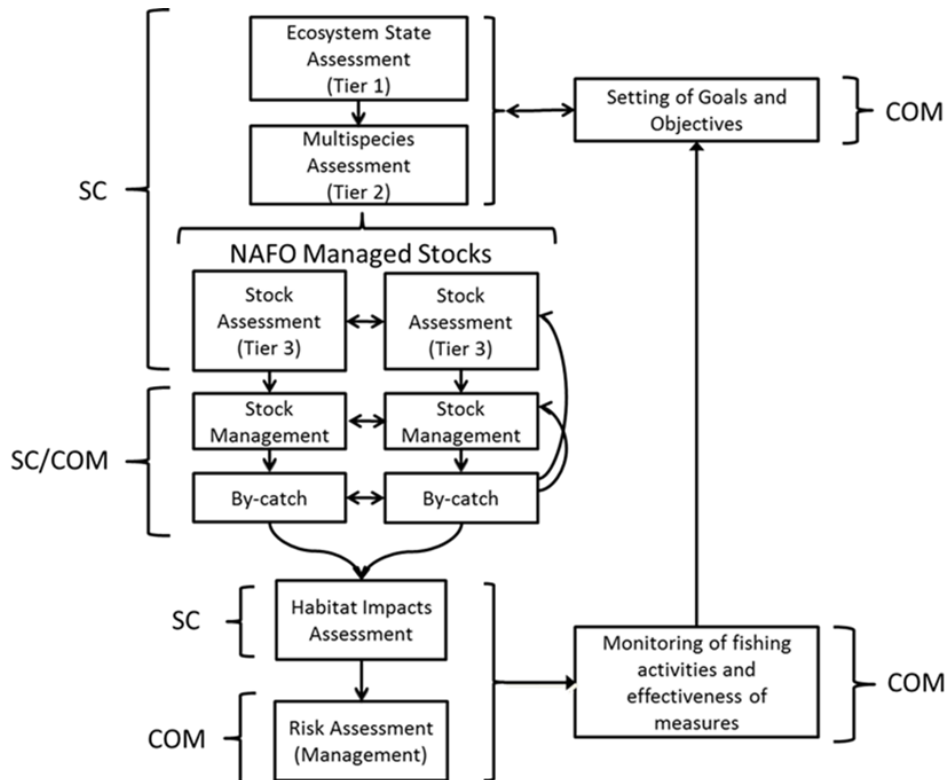 Ecosystem State
Assessment
(Tier 1)
Setting of Goals and
Objectives
COM
Multispecies
Assessment
(Tier 2)
SC
NAFO Managed Stocks
Stock
Assessment
(Tier 3)
Stock
Assessment
(Tier 3)
Stock
Management
Stock
Management
SC/COM
By-catch
By-catch
SC
Habitat Impacts
Assessment
Monitoring of fishing
activities and
effectiveness of
measures
COM
COM
Risk Assessment
(Management)